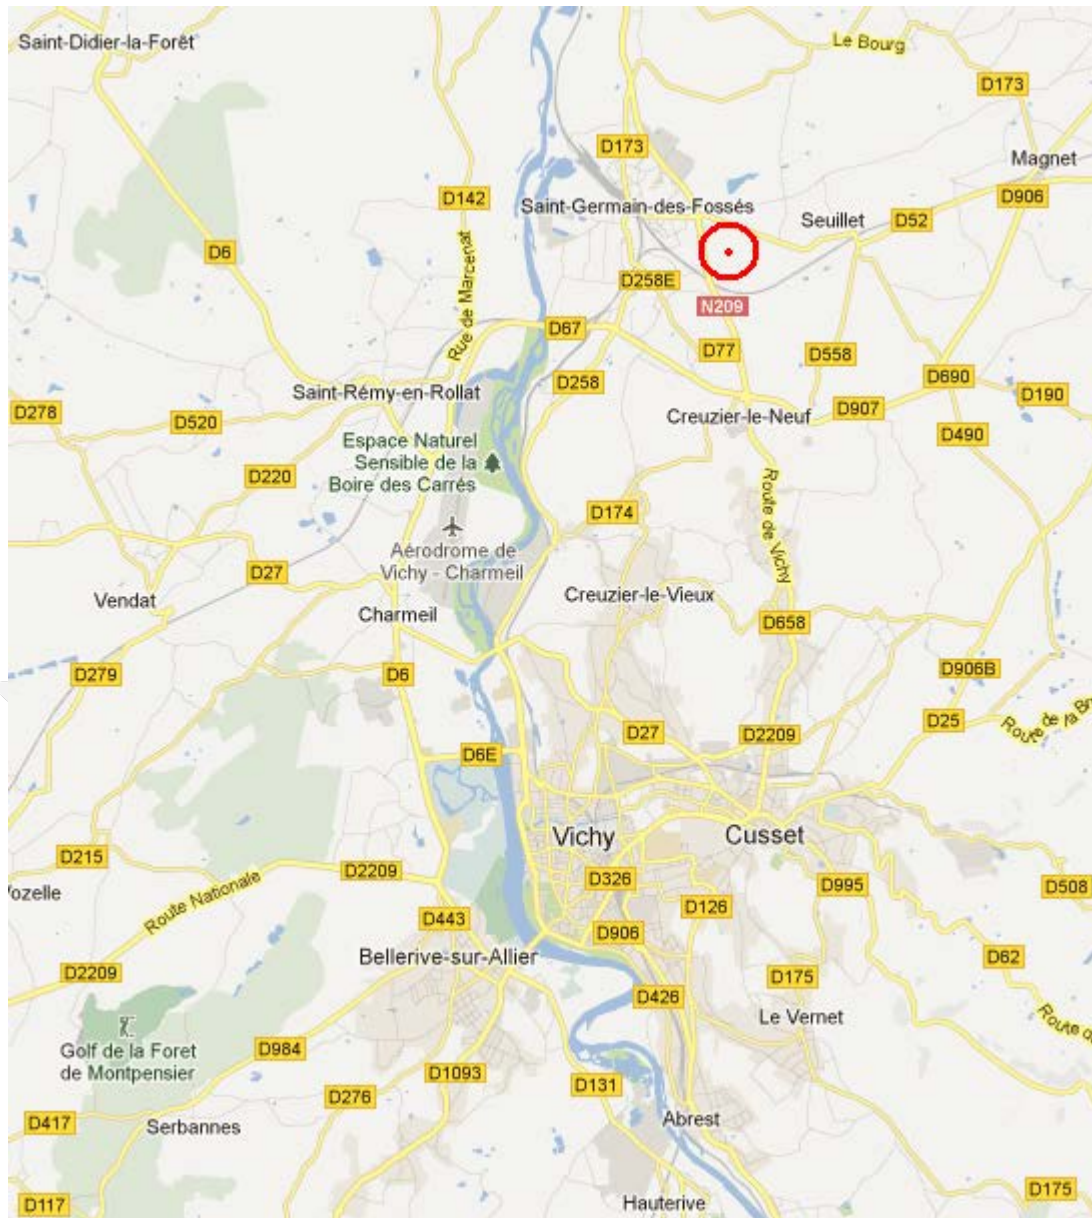 Saint-Didier-la-Forêt
Le Bourg
D173
D173
Magnet
D142
D906
Saint-Germain-des-Fossés
Seuillet
D52
D6
Rue de Marcenat
D258E
N209
D67
D77
D558
D258
D690
Saint-Rémy-en-Rollat
D190
D278
D520
Creuzier-le-Neuf
D907
D490
Espace Naturel
Sensible de la
Boire des Carrés
D220
Route de Vichy
D174
Aérodrome de
Vichy - Charmeil
D27
Vendat
Creuzier-le-Vieux
Charmeil
D658
D279
D6
D906B
D25
Route de
D27
D2209
D6E
Vichy
Cusset
D215
D2209
D326
D995
D508
Route Nationale
D443
D126
D906
Bellerive-sur-Allier
D62
D2209
D175
D426
Le Vernet
Golf de la Foret
de Montpensier
D984
D1093
D131
D276
D417
Serbannes
Abrest
D175
D117
Hauterive